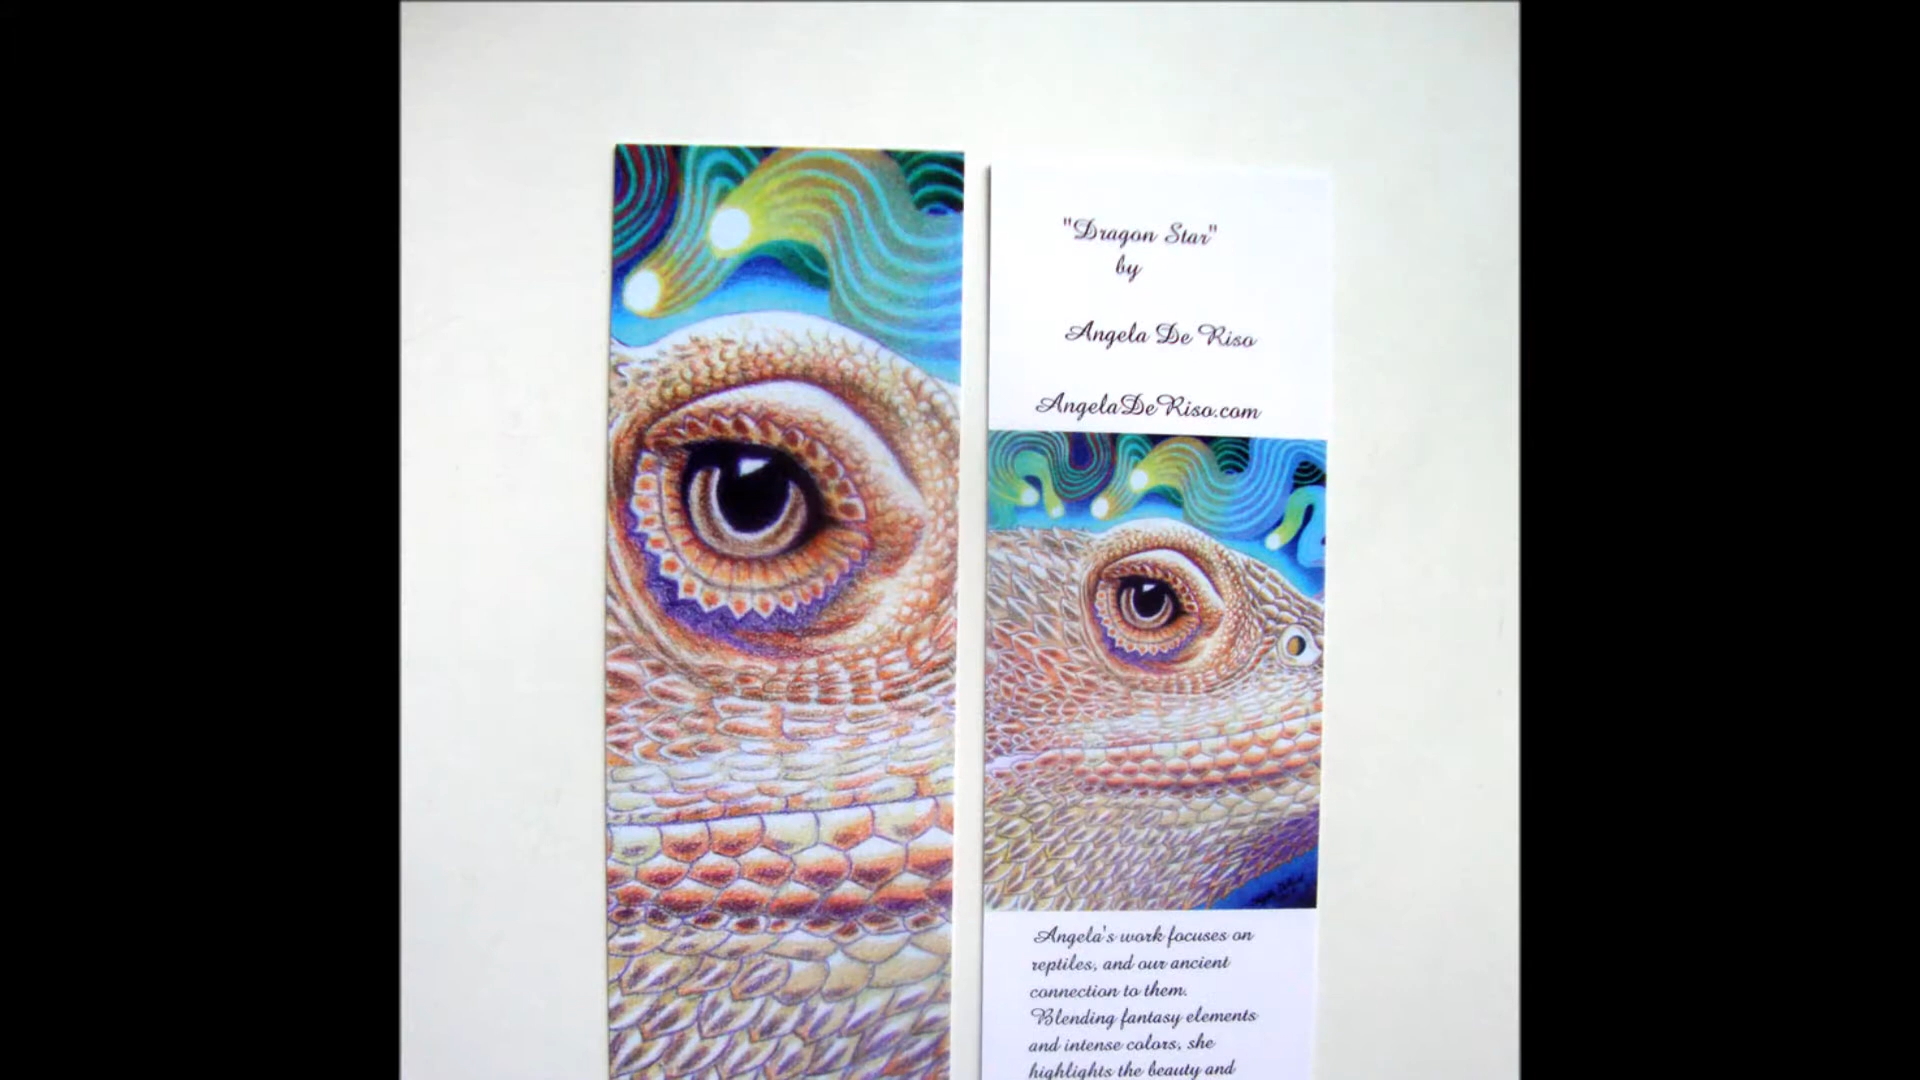 "Dragon Star"
by
Angela De Riso
AngelaDeRiso.com
Angela's work focuses on
reptiles, and our ancient
connection to them.
Blending fantasy elements
and intense colors, she
highlights the beauty and